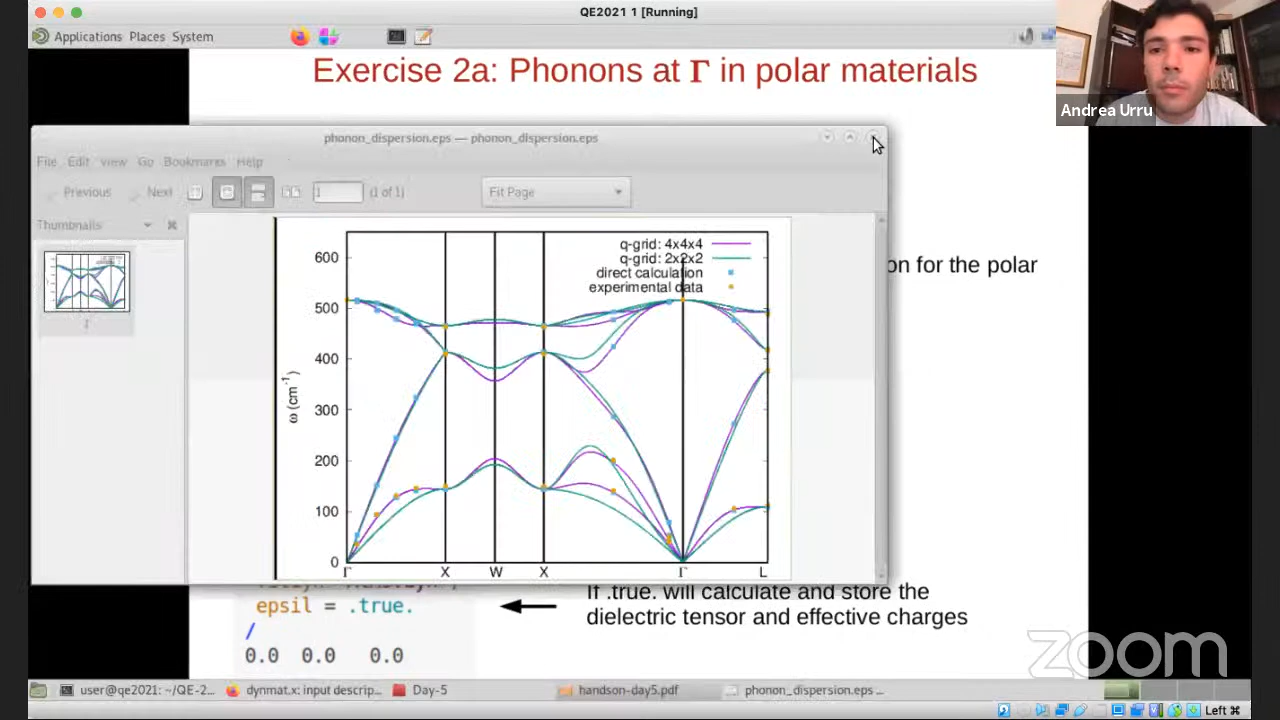 QE2021 1 [Running]
Applications Places System
Exercise 2a: Phonons at Γ in polar materials
Andrea Urru
phonon_dispersion.eps — phonon_dispersion.eps
File Edit View Go Bookmarks Help
Previous Next 1 (1 of 1) Fit Page
Thumbnails
1
q-grid: 4x4x4
q-grid: 2x2x2
direct calculation
experimental data
600
500
400
300
200
100
0
ω (cm-1)
Γ X W X Γ L
on for the polar
epsil = .true.
/
0.0 0.0 0.0
If .true. will calculate and store the
dielectric tensor and effective charges
zoom
user@qe2021: ~/QE-2... dynmat.x: input descrip... Day-5 handson-day5.pdf phonon_dispersion.eps ...
Left ⌘